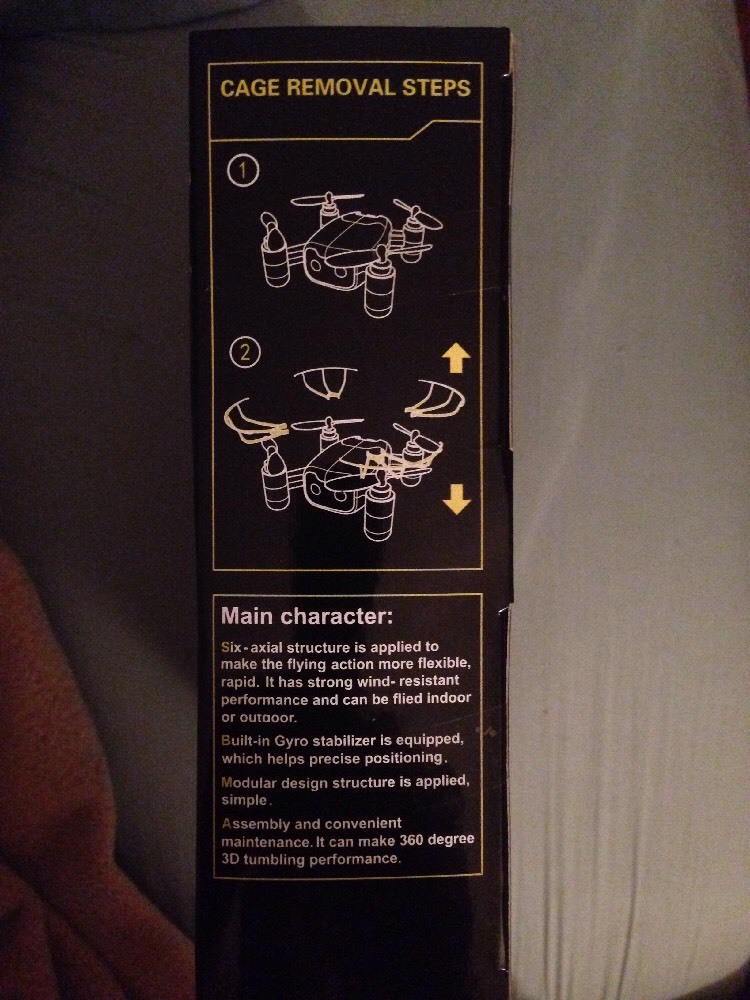 CAGE REMOVAL STEPS
1
2
Main character:
Six-axial structure is applied to
make the flying action more flexible,
rapid. It has strong wind- resistant
performance and can be flied indoor
or outdoor.
Built-in Gyro stabilizer is equipped,
which helps precise positioning.
Modular design structure is applied,
simple.
Assembly and convenient
maintenance. It can make 360 degree
3D tumbling performance.